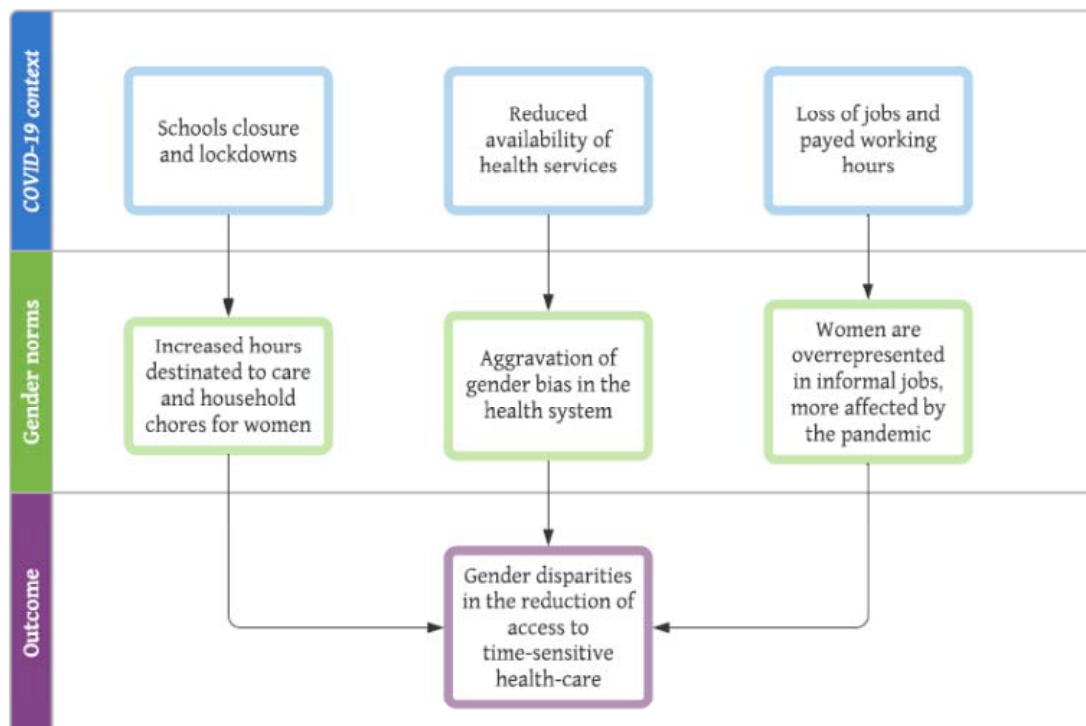 COVID-19 context
Schools closure
and lockdowns
Reduced
availability of
health services
Loss of jobs and
payed working
hours
Gender norms
Increased hours
destinated to care
and household
chores for women
Aggravation of
gender bias in the
health system
Women are
overrepresented
in informal jobs,
more affected by
the pandemic
Outcome
Gender disparities
in the reduction of
access to
time-sensitive
health-care